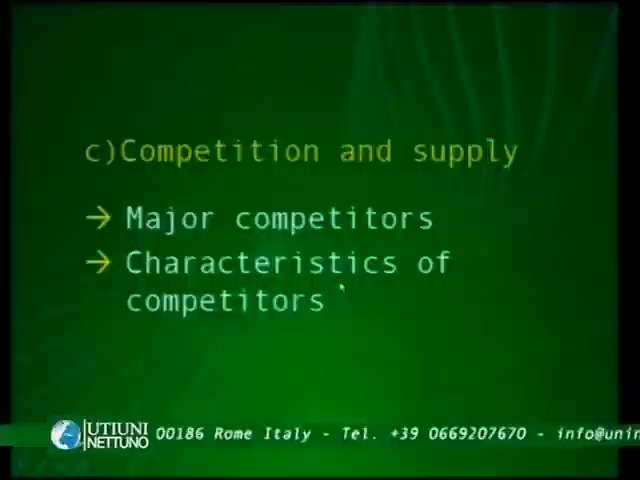 c)Competition and supply
→ Major competitors
→ Characteristics of
competitors
UTIUNI
NETTUNO
00186 Rome Italy - Tel. +39 0669207670 - info@unin